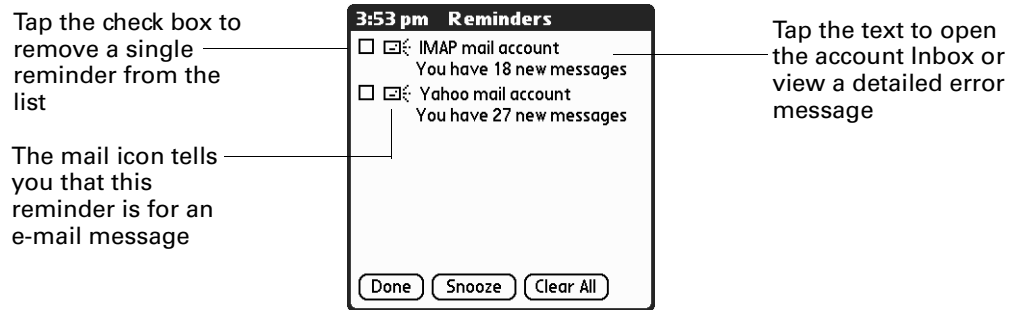 Tap the check box to
remove a single
reminder from the
list
The mail icon tells
you that this
reminder is for an
e-mail message
3:53 pm Reminders
IMAP mail account
You have 18 new messages
Yahoo mail account
You have 27 new messages
Done Snooze Clear All
Tap the text to open
the account Inbox or
view a detailed error
message